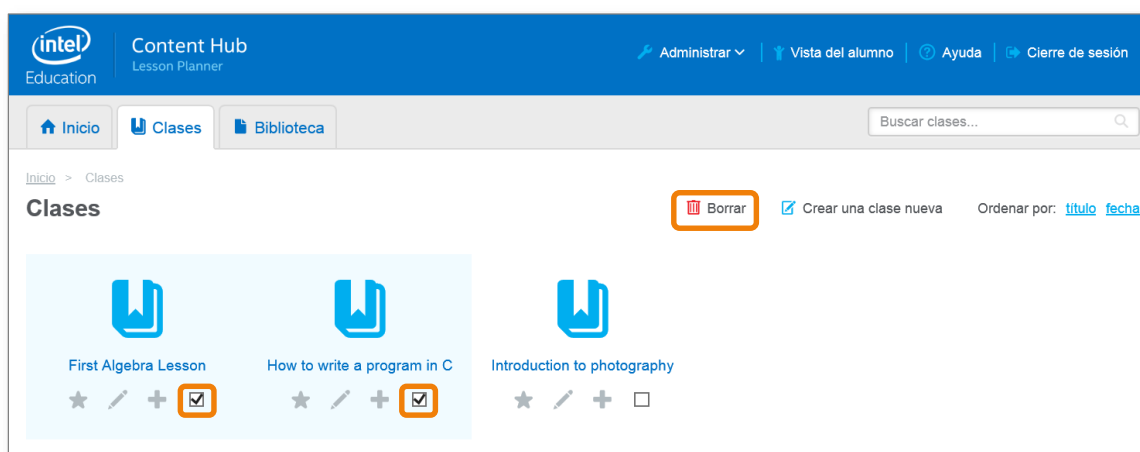 intel Education
Content Hub
Lesson Planner
Administrar
Vista del alumno
Ayuda
Cierre de sesión
Inicio
Clases
Biblioteca
Buscar clases...
Inicio > Clases
Clases
Borrar
Crear una clase nueva
Ordenar por: título fecha
First Algebra Lesson
How to write a program in C
Introduction to photography